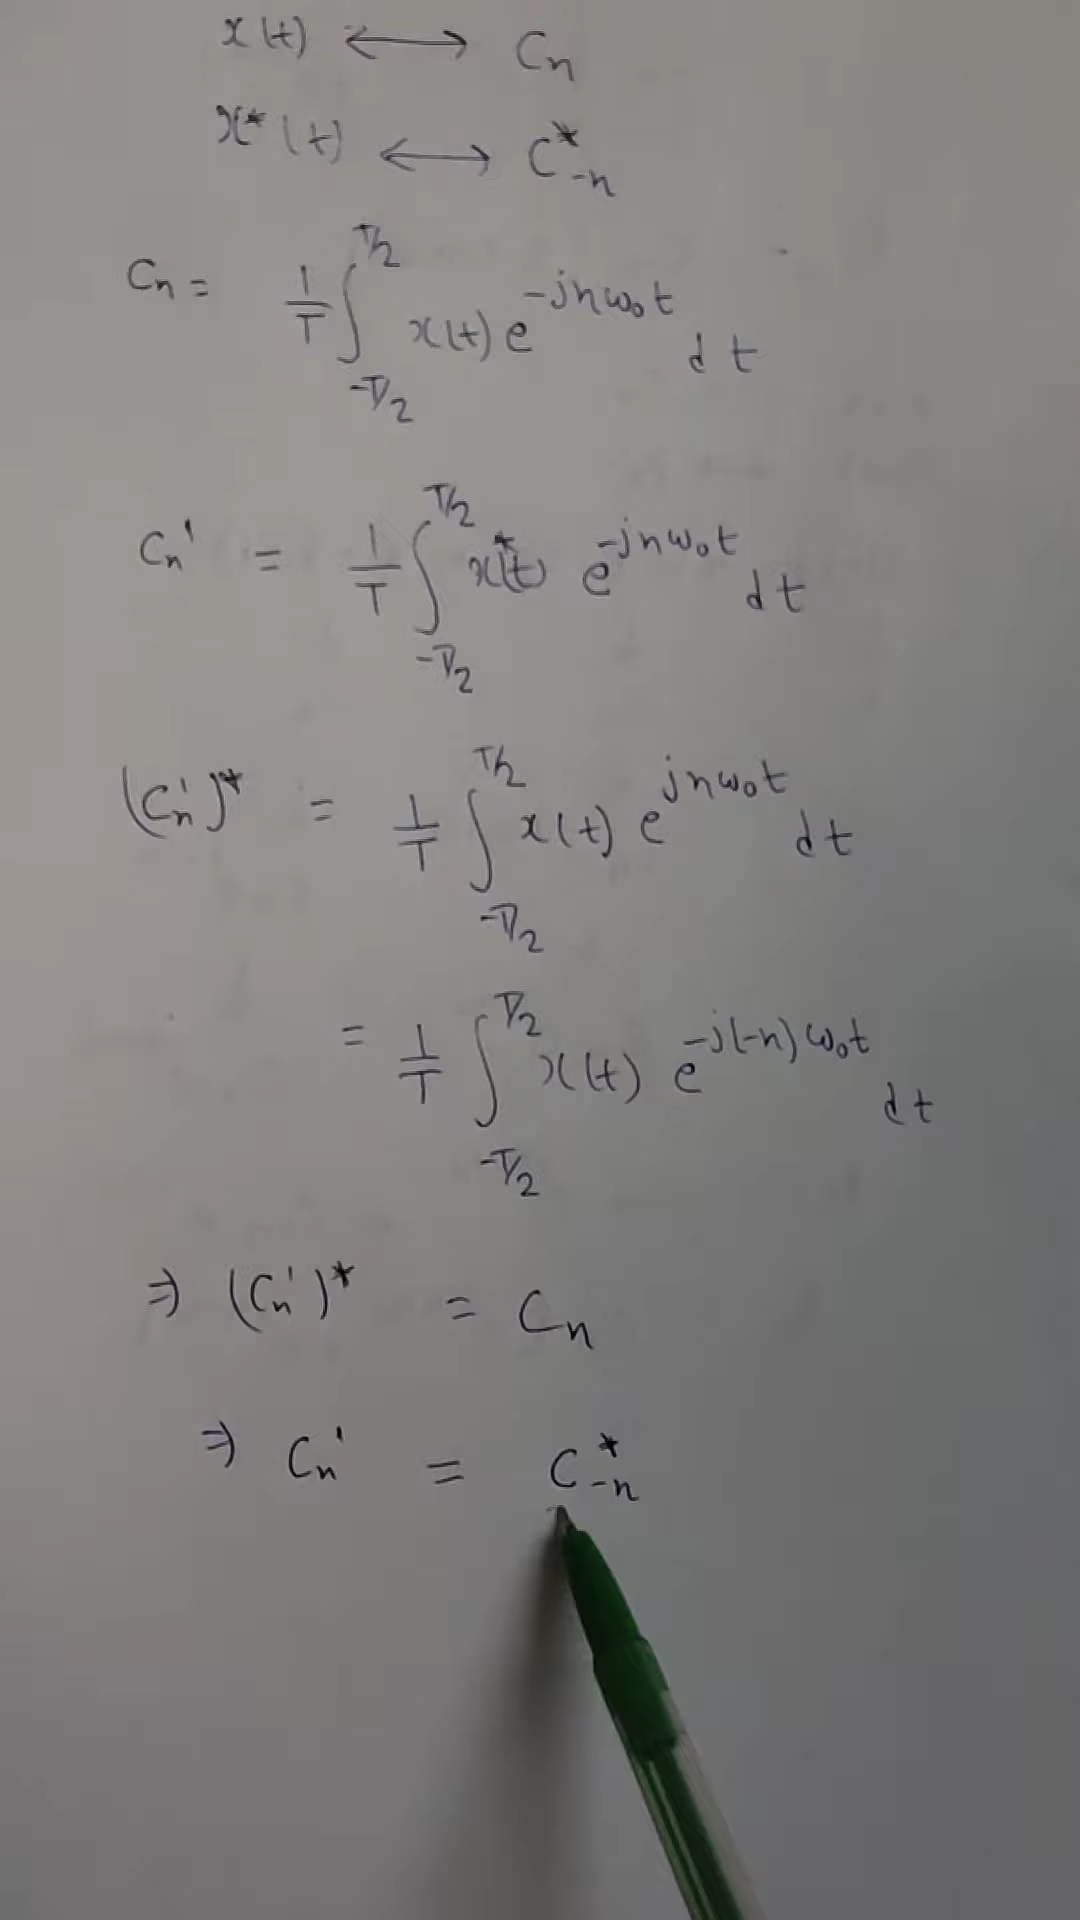 x(t) ⟷ Cn
x*(t) ⟷ C*-n
Cn = 1/T ∫_{-T/2}^{T/2} x(t) e^{-jnω₀t} dt
Cn' = 1/T ∫_{-T/2}^{T/2} x*(t) e^{-jnω₀t} dt
(Cn')* = 1/T ∫_{-T/2}^{T/2} x(t) e^{jnω₀t} dt
= 1/T ∫_{-T/2}^{T/2} x(t) e^{-j(-n)ω₀t} dt
⇒ (Cn')* = Cn
⇒ Cn' = C*-n